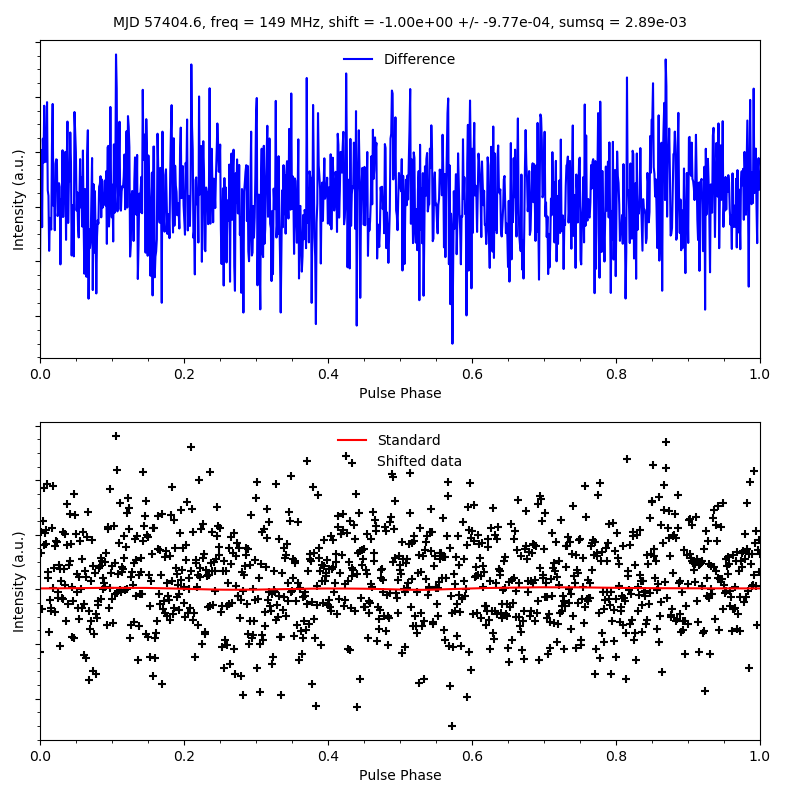 MJD 57404.6, freq = 149 MHz, shift = -1.00e+00 +/- -9.77e-04, sumsq = 2.89e-03
Difference
Intensity (a.u.)
0.0 0.2 0.4 0.6 0.8 1.0
Pulse Phase
Standard
Shifted data
Intensity (a.u.)
0.0 0.2 0.4 0.6 0.8 1.0
Pulse Phase